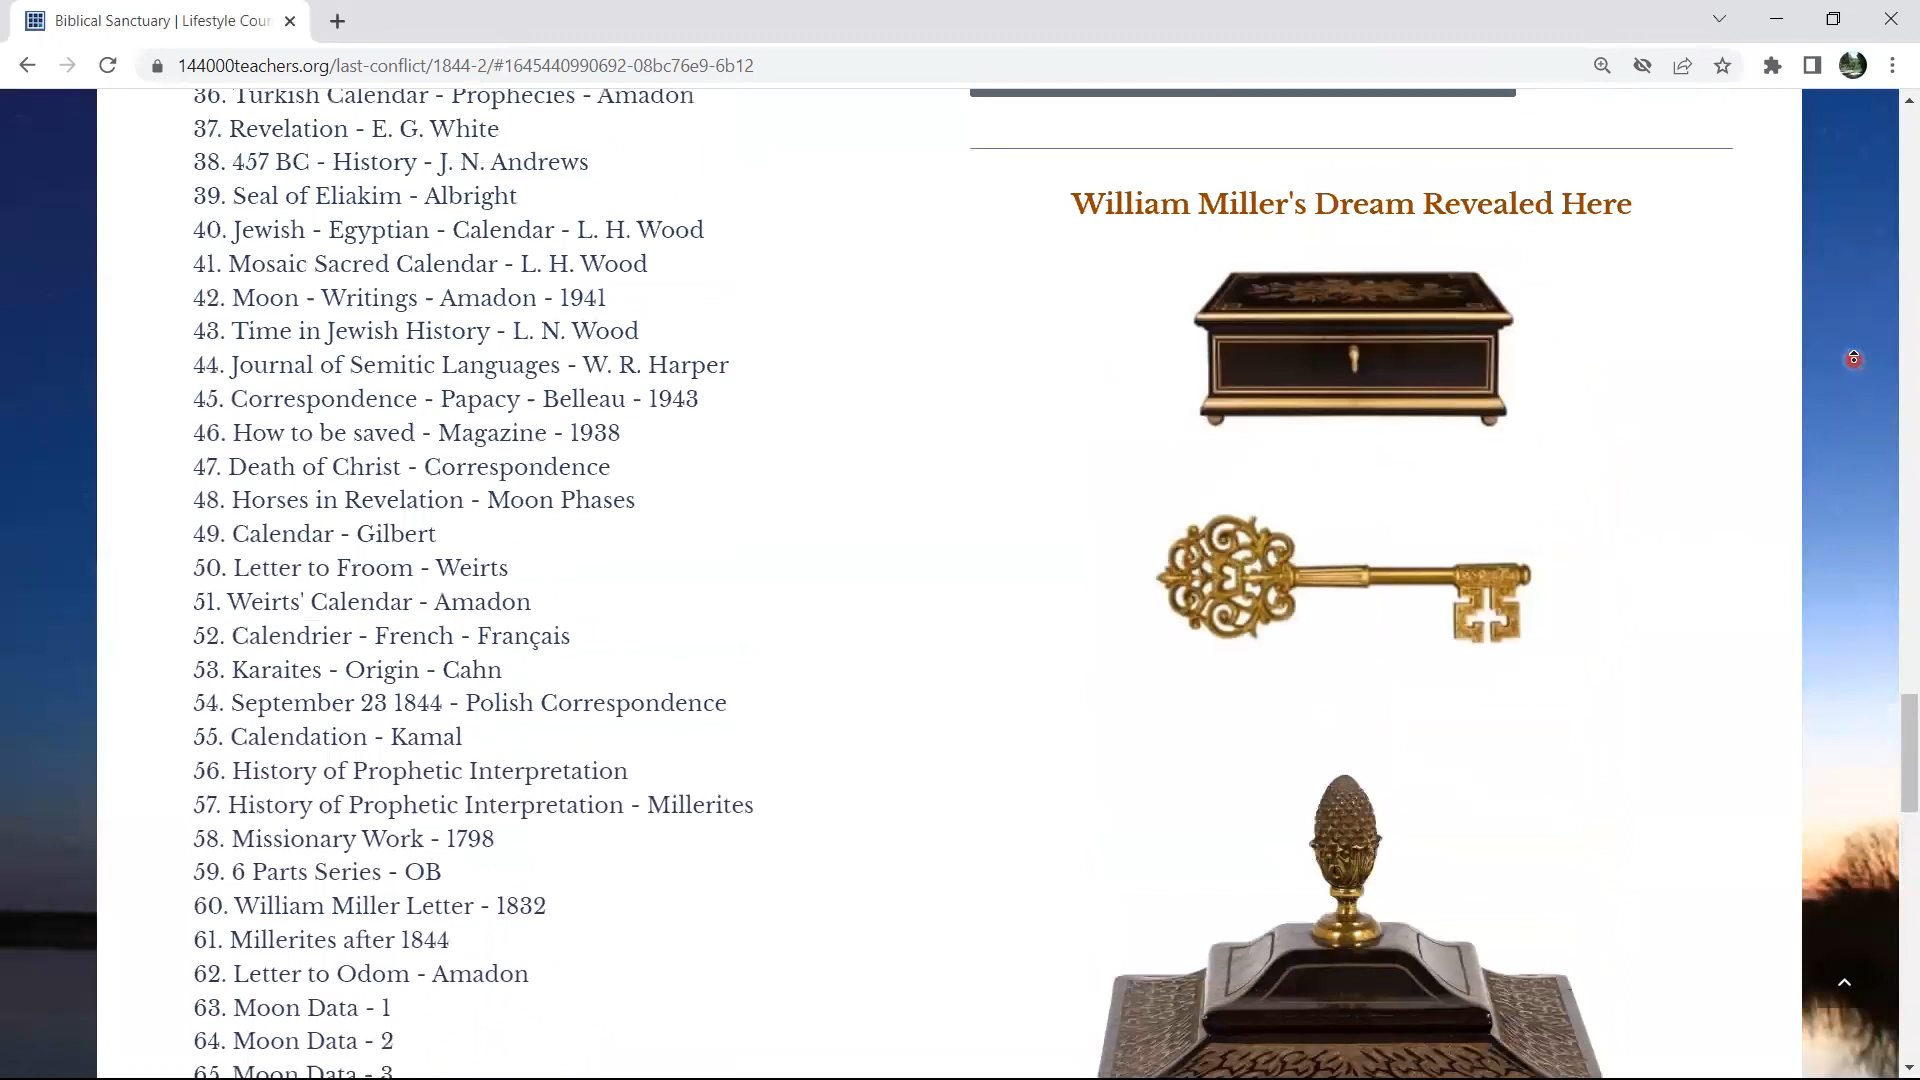 Biblical Sanctuary | Lifestyle Cour
144000teachers.org/last-conflict/1844-2/#1645440990692-08bc76e9-6b12
36. Turkish Calendar - Prophecies - Amadon
37. Revelation - E. G. White
38. 457 BC - History - J. N. Andrews
39. Seal of Eliakim - Albright
40. Jewish - Egyptian - Calendar - L. H. Wood
41. Mosaic Sacred Calendar - L. H. Wood
42. Moon - Writings - Amadon - 1941
43. Time in Jewish History - L. N. Wood
44. Journal of Semitic Languages - W. R. Harper
45. Correspondence - Papacy - Belleau - 1943
46. How to be saved - Magazine - 1938
47. Death of Christ - Correspondence
48. Horses in Revelation - Moon Phases
49. Calendar - Gilbert
50. Letter to Froom - Weirts
51. Weirts' Calendar - Amadon
52. Calendrier - French - Français
53. Karaites - Origin - Cahn
54. September 23 1844 - Polish Correspondence
55. Calendation - Kamal
56. History of Prophetic Interpretation
57. History of Prophetic Interpretation - Millerites
58. Missionary Work - 1798
59. 6 Parts Series - OB
60. William Miller Letter - 1832
61. Millerites after 1844
62. Letter to Odom - Amadon
63. Moon Data - 1
64. Moon Data - 2
65. Moon Data - 3
William Miller's Dream Revealed Here